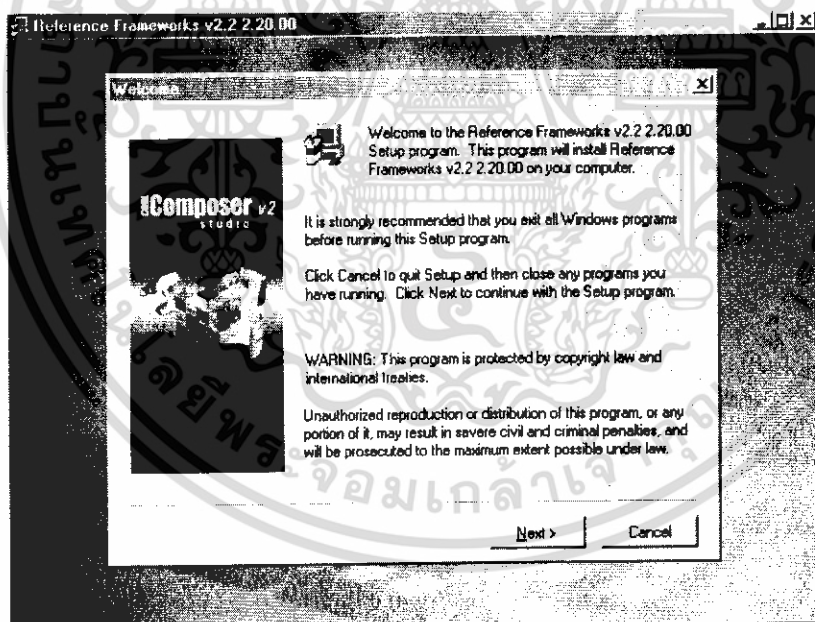 Reference Frameworks v2.2 2.20.00
Welcome
Welcome to the Reference Frameworks v2.2 2.20.00
Setup program. This program will install Reference
Frameworks v2.2 2.20.00 on your computer.
Composer v2
studio
It is strongly recommended that you exit all Windows programs
before running this Setup program.
Click Cancel to quit Setup and then close any programs you
have running. Click Next to continue with the Setup program.
WARNING: This program is protected by copyright law and
international treaties.
Unauthorized reproduction or distribution of this program, or any
portion of it, may result in severe civil and criminal penalties, and
will be prosecuted to the maximum extent possible under law.
Next >
Cancel